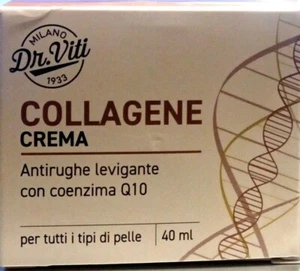 MILANO
Dr. Viti
1933
COLLAGENE
CREMA
Antirughe levigante
con coenzima Q10
per tutti i tipi di pelle | 40 ml